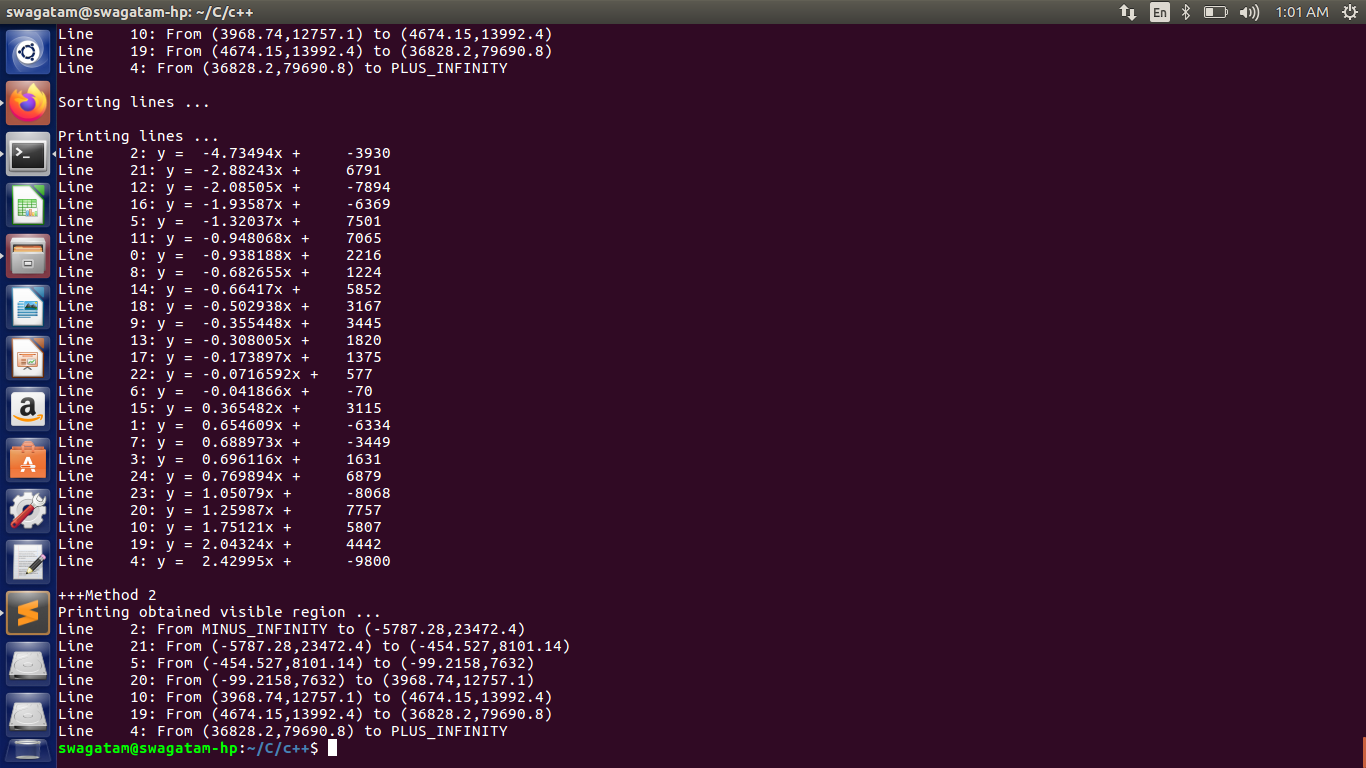 swagatam@swagatam-hp: ~/C/c++
En
1:01 AM
Line    10: From (3968.74,12757.1) to (4674.15,13992.4)
Line    19: From (4674.15,13992.4) to (36828.2,79690.8)
Line    4: From (36828.2,79690.8) to PLUS_INFINITY
Sorting lines ...
Printing lines ...
Line    2: y =  -4.73494x +     -3930
Line    21: y = -2.88243x +     6791
Line    12: y = -2.08505x +     -7894
Line    16: y = -1.93587x +     -6369
Line    5: y =  -1.32037x +     7501
Line    11: y = -0.948068x +    7065
Line    0: y =  -0.938188x +    2216
Line    8: y =  -0.682655x +    1224
Line    14: y = -0.66417x +     5852
Line    18: y = -0.502938x +    3167
Line    9: y =  -0.355448x +    3445
Line    13: y = -0.308005x +    1820
Line    17: y = -0.173897x +    1375
Line    22: y = -0.0716592x +   577
Line    6: y =  -0.041866x +    -70
Line    15: y = 0.365482x +     3115
Line    1: y =  0.654609x +     -6334
Line    7: y =  0.688973x +     -3449
Line    3: y =  0.696116x +     1631
Line    24: y = 0.769894x +     6879
Line    23: y = 1.05079x +      -8068
Line    20: y = 1.25987x +      7757
Line    10: y = 1.75121x +      5807
Line    19: y = 2.04324x +      4442
Line    4: y =  2.42995x +      -9800
+++Method 2
Printing obtained visible region ...
Line    2: From MINUS_INFINITY to (-5787.28,23472.4)
Line    21: From (-5787.28,23472.4) to (-454.527,8101.14)
Line    5: From (-454.527,8101.14) to (-99.2158,7632)
Line    20: From (-99.2158,7632) to (3968.74,12757.1)
Line    10: From (3968.74,12757.1) to (4674.15,13992.4)
Line    19: From (4674.15,13992.4) to (36828.2,79690.8)
Line    4: From (36828.2,79690.8) to PLUS_INFINITY
swagatam@swagatam-hp:~/C/c++$